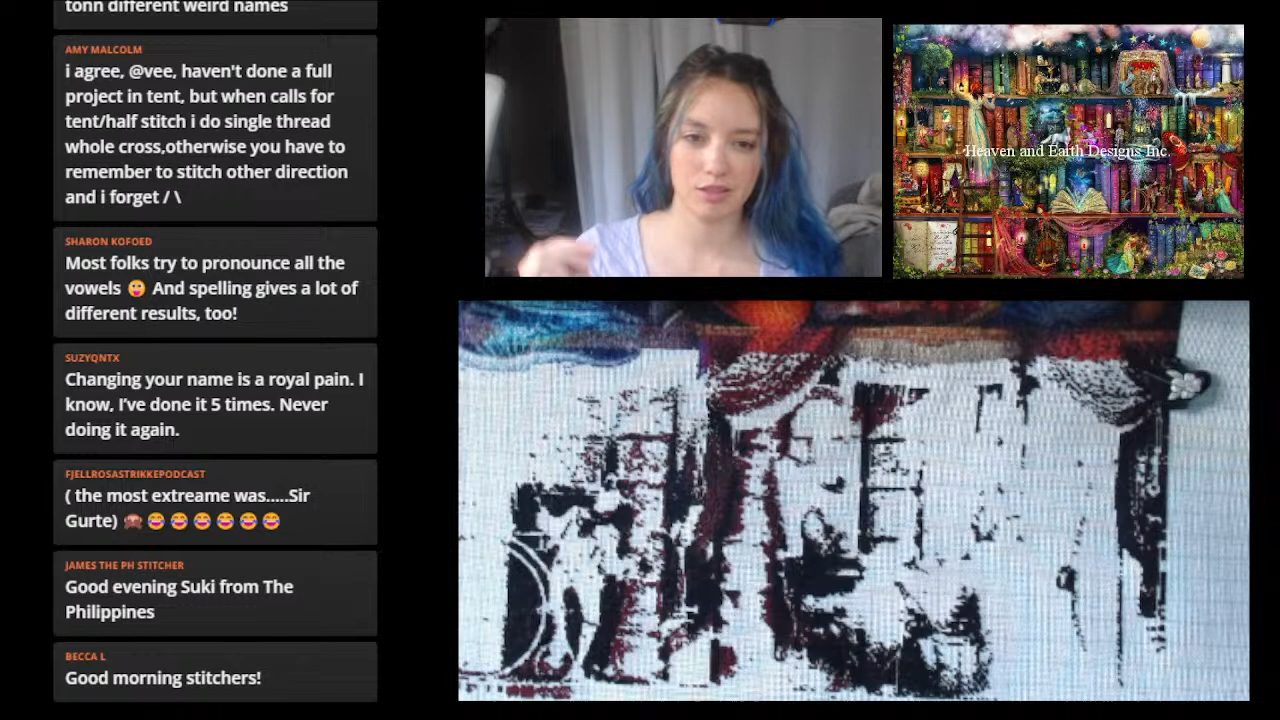 tonn different weird names
AMY MALCOLM
i agree, @vee, haven't done a full
project in tent, but when calls for
tent/half stitch i do single thread
whole cross,otherwise you have to
remember to stitch other direction
and i forget / \
SHARON KOFOED
Most folks try to pronounce all the
vowels 😛 And spelling gives a lot of
different results, too!
SUZYQNTX
Changing your name is a royal pain. I
know, I've done it 5 times. Never
doing it again.
FJELLROSASTRIKKEPODCAST
( the most extreame was.....Sir
Gurte) 🙈 😂 😂 😂 😂 😂
JAMES THE PH STITCHER
Good evening Suki from The
Philippines
BECCA L
Good morning stitchers!
Heaven and Earth Designs Inc